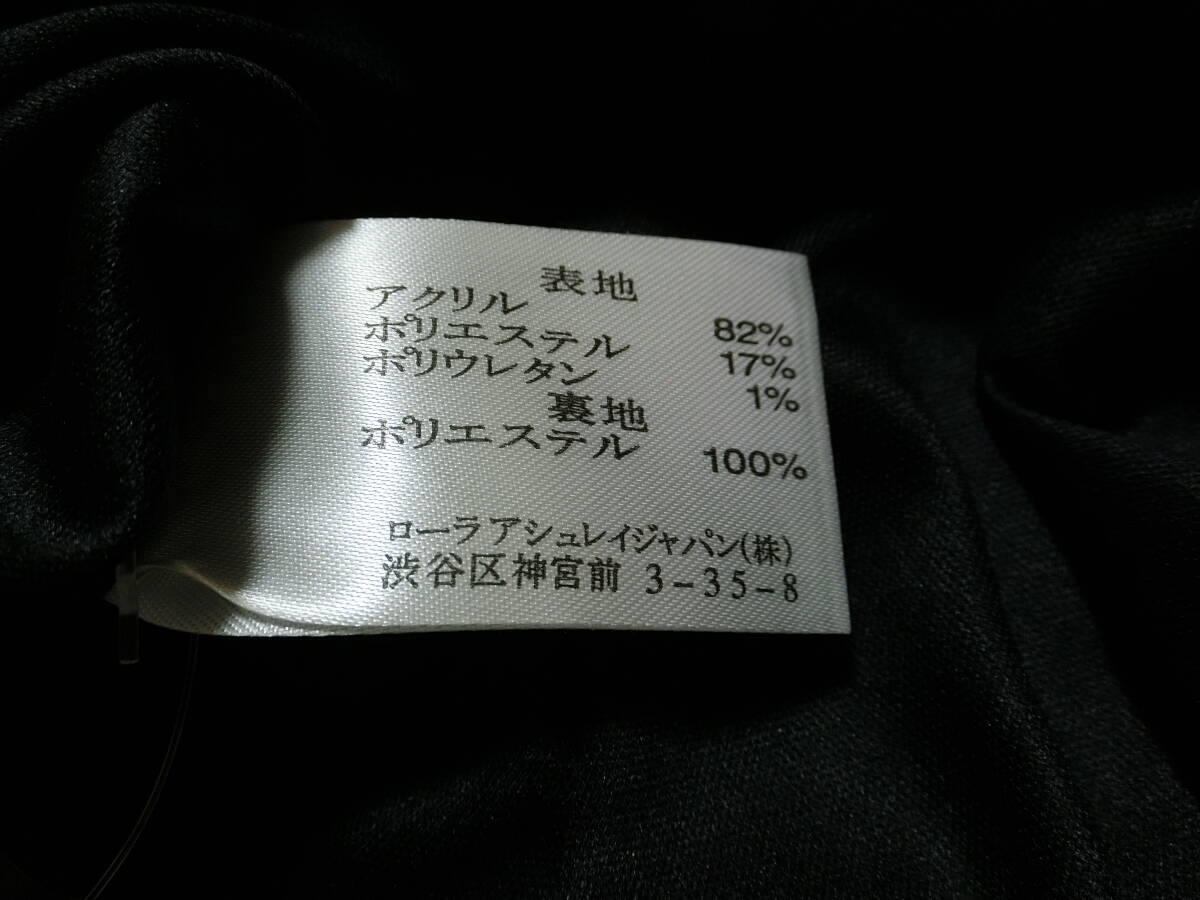 表地
アクリル 82%
ポリエステル 17%
ポリウレタン 1%
裏地
ポリエステル 100%
ローラアシュレイジャパン(株)
渋谷区神宮前 3-35-8